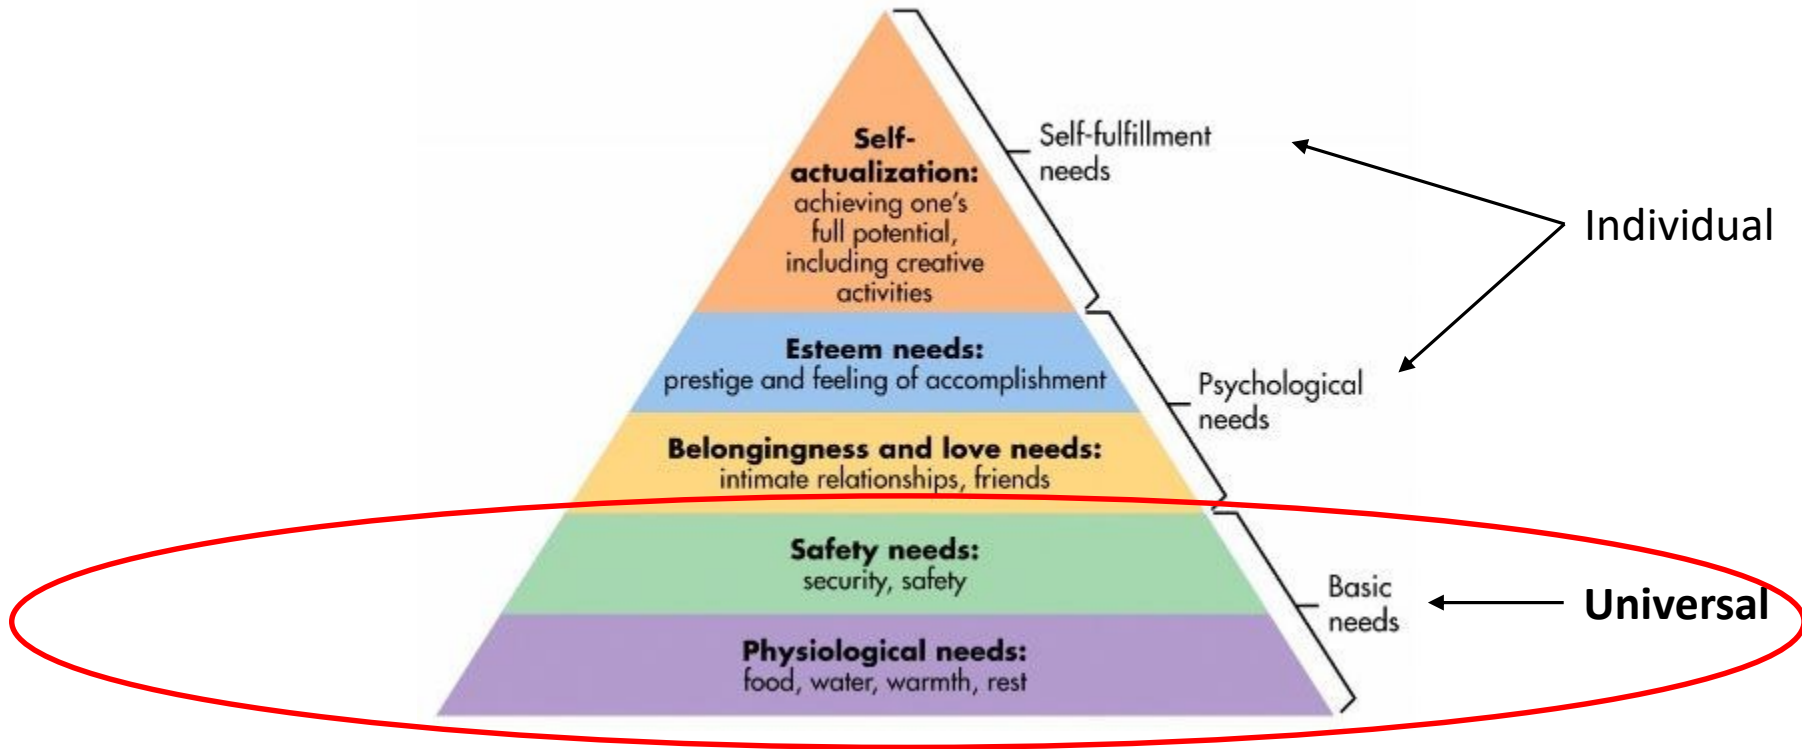 Self-
actualization:
achieving one's
full potential,
including creative
activities
Self-fulfillment
needs
Individual
Esteem needs:
prestige and feeling of accomplishment
Psychological
needs
Belongingness and love needs:
intimate relationships, friends
Safety needs:
security, safety
Basic
needs
Universal
Physiological needs:
food, water, warmth, rest